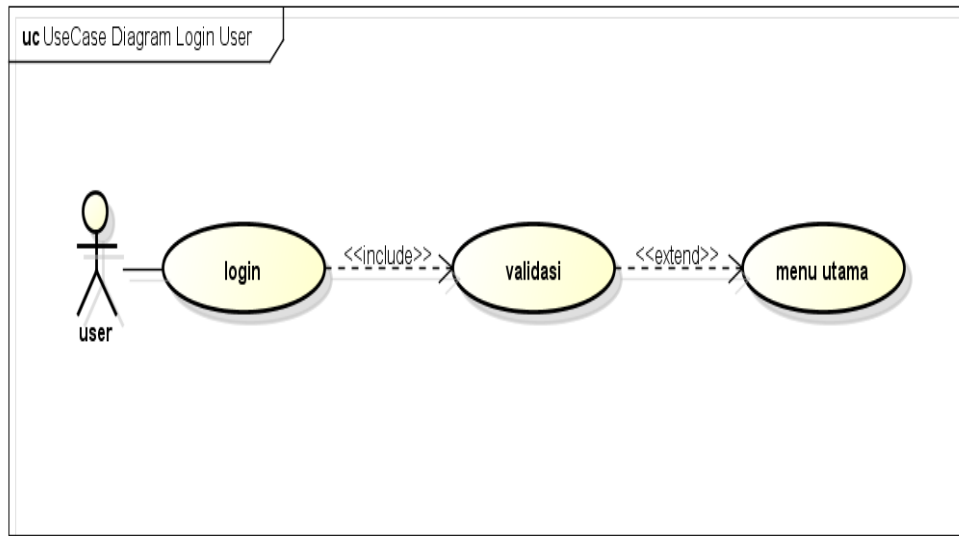 uc UseCase Diagram Login User
login
<<include>>
validasi
<<extend>>
menu utama
user